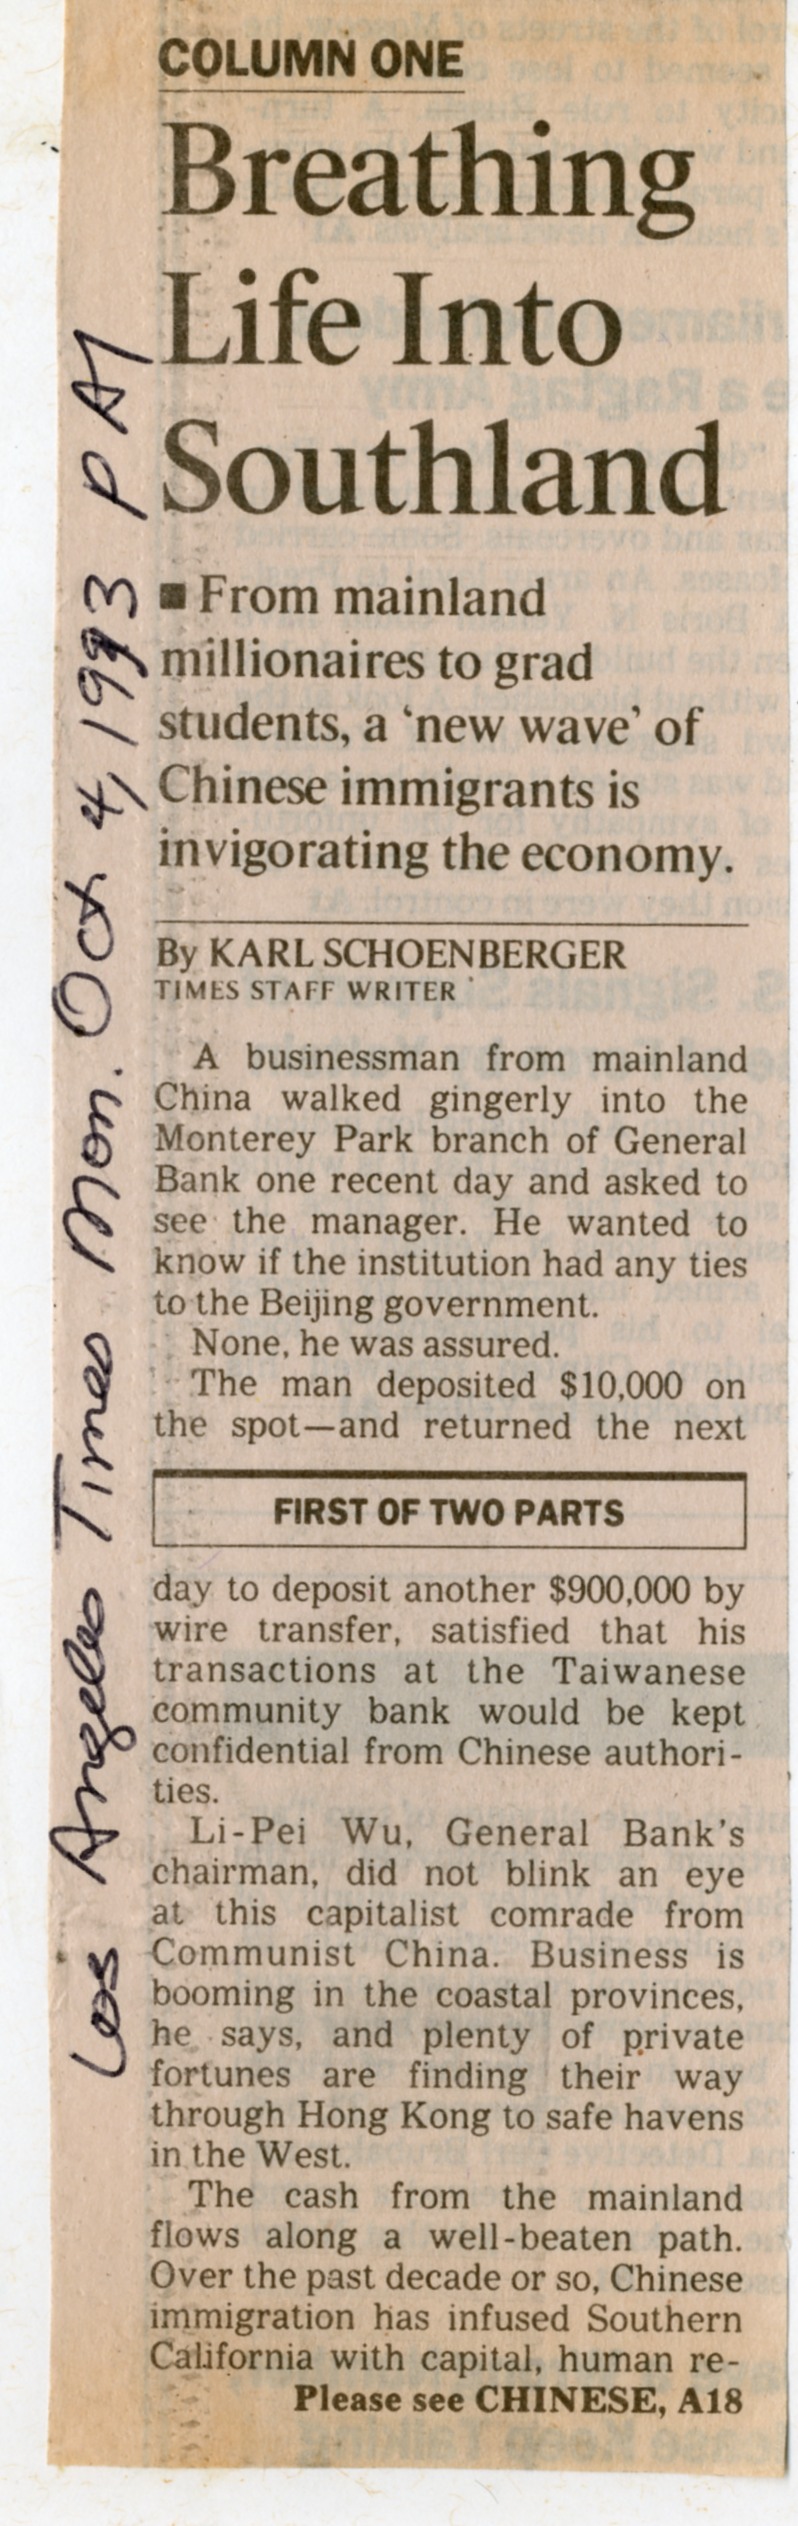 COLUMN ONE
Breathing
Life Into
Southland
■ From mainland
millionaires to grad
students, a ‘new wave’ of
Chinese immigrants is
invigorating the economy.
By KARL SCHOENBERGER
TIMES STAFF WRITER
A businessman from mainland
China walked gingerly into the
Monterey Park branch of General
Bank one recent day and asked to
see the manager. He wanted to
know if the institution had any ties
to the Beijing government.
None, he was assured.
The man deposited $10,000 on
the spot—and returned the next
FIRST OF TWO PARTS
day to deposit another $900,000 by
wire transfer, satisfied that his
transactions at the Taiwanese
community bank would be kept
confidential from Chinese authori-
ties.
Li-Pei Wu, General Bank’s
chairman, did not blink an eye
at this capitalist comrade from
Communist China. Business is
booming in the coastal provinces,
he says, and plenty of private
fortunes are finding their way
through Hong Kong to safe havens
in the West.
The cash from the mainland
flows along a well-beaten path.
Over the past decade or so, Chinese
immigration has infused Southern
California with capital, human re-
Please see CHINESE, A18
Los Angeles Times Mon. Oct 4, 1993 P A1